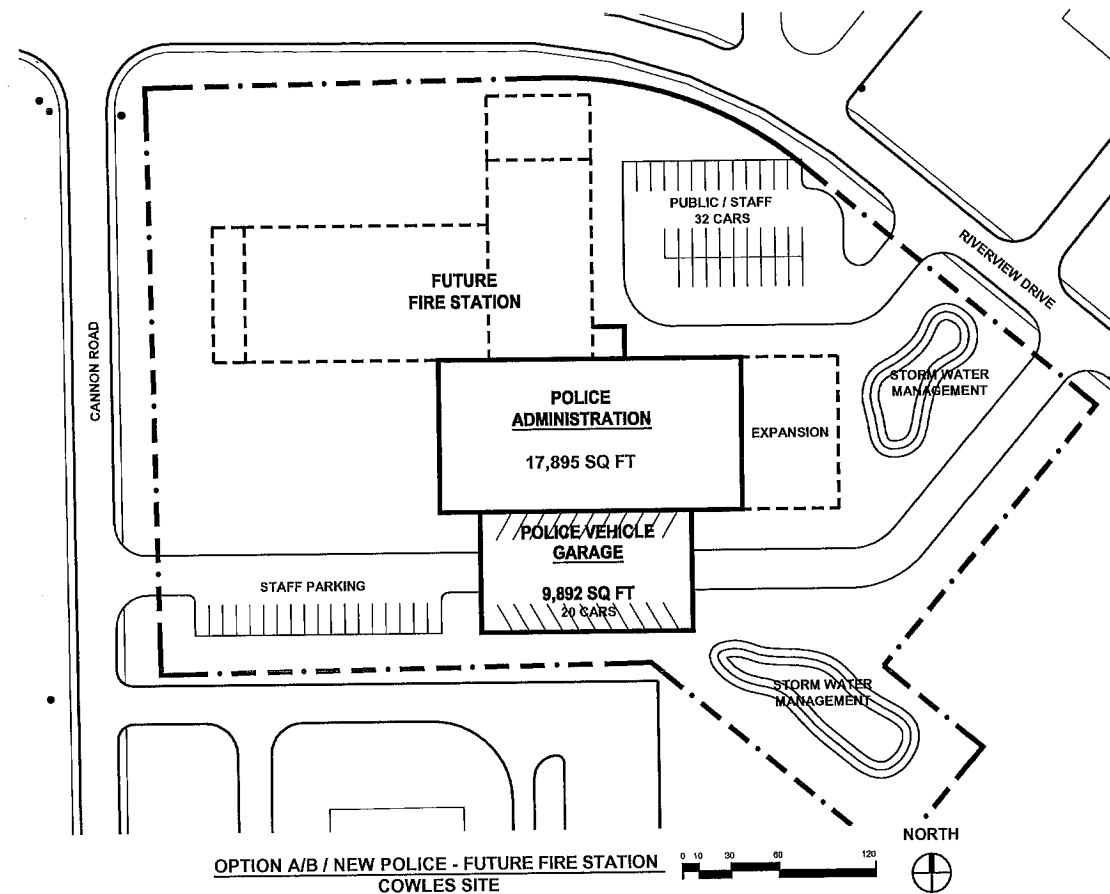 PUBLIC / STAFF
32 CARS
RIVERVIEW DRIVE
FUTURE
FIRE STATION
CANNON ROAD
STORM WATER
MANAGEMENT
POLICE
ADMINISTRATION
17,895 SQ FT
EXPANSION
POLICE VEHICLE
GARAGE
9,892 SQ FT
20 CARS
STAFF PARKING
STORM WATER
MANAGEMENT
NORTH
OPTION A/B / NEW POLICE - FUTURE FIRE STATION
COWLES SITE
0 10 30 60 120